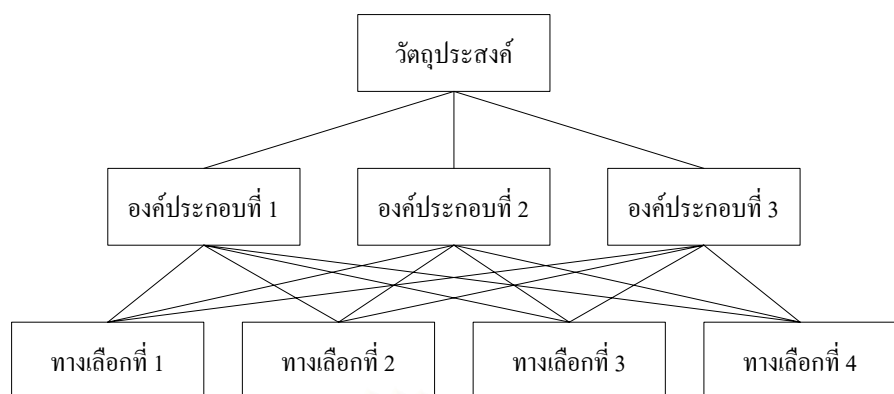 วัตถุประสงค์
องค์ประกอบที่ 1
องค์ประกอบที่ 2
องค์ประกอบที่ 3
ทางเลือกที่ 1
ทางเลือกที่ 2
ทางเลือกที่ 3
ทางเลือกที่ 4